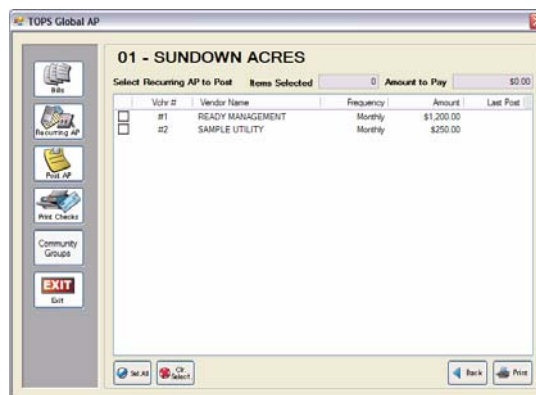 TOPS Global AP
01 - SUNDOWN ACRES
Select Recurring AP to Post Items Selected 0 Amount to Pay $0.00
Vchr # Vendor Name Frequency Amount Last Post
#1 READY MANAGEMENT Monthly $1,200.00
#2 SAMPLE UTILITY Monthly $250.00
Bills
Recurring AP
Post AP
Print Checks
Community
Groups
EXIT
Exit
Sel All Clr Select Back Print